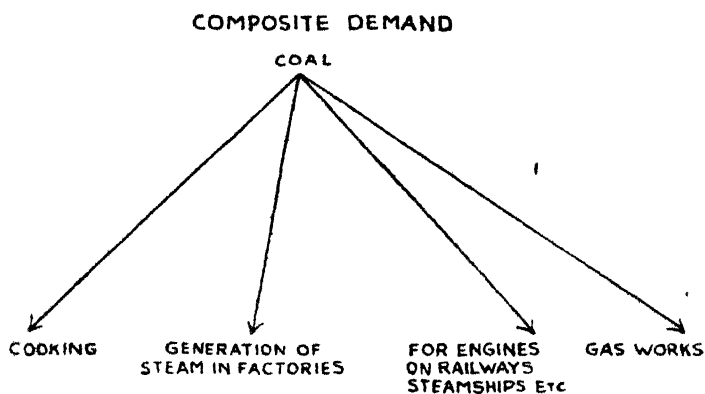 COMPOSITE DEMAND
COAL
COOKING
GENERATION OF
STEAM IN FACTORIES
FOR ENGINES
ON RAILWAYS
STEAMSHIPS Etc
GAS WORKS